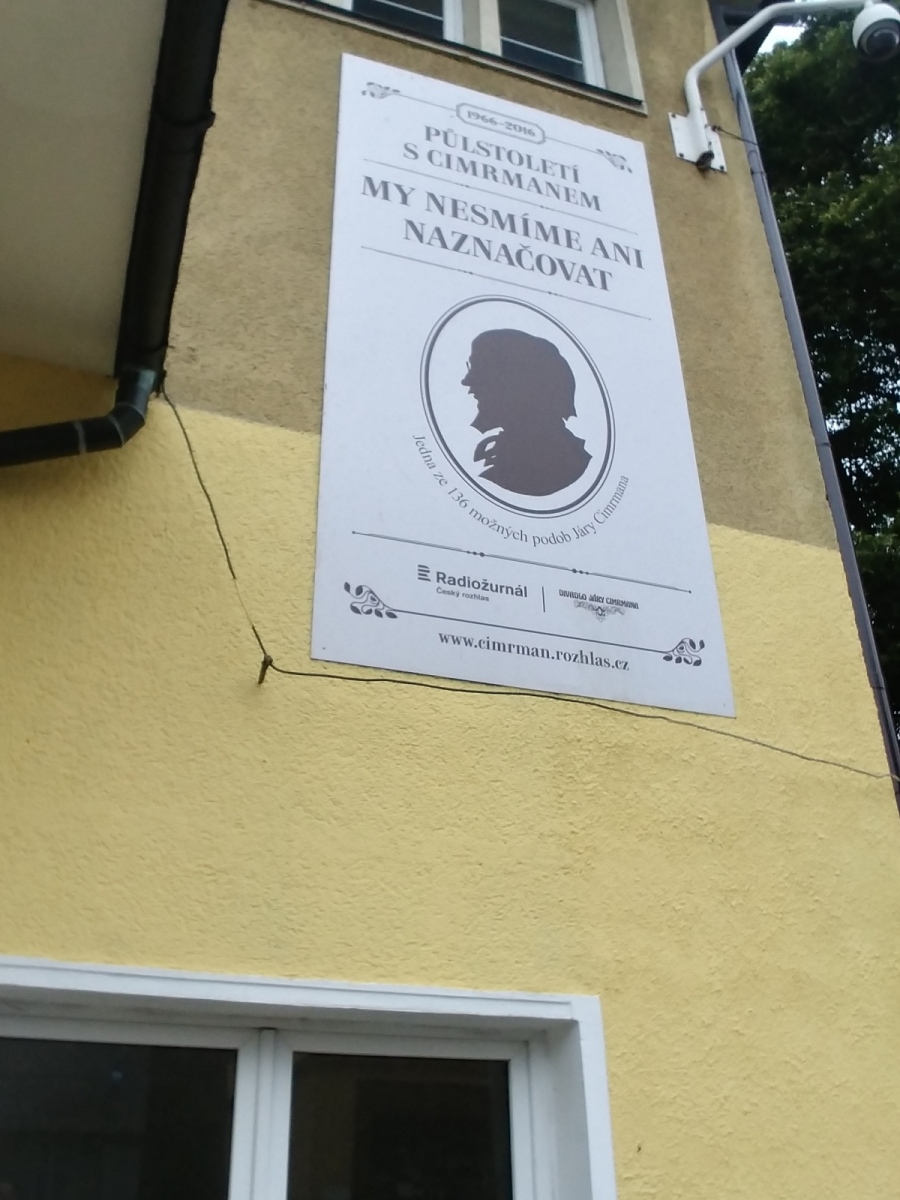 1966–2016
PŮLSTOLETÍ
S CIMRMANEM
MY NESMÍME ANI
NAZNAČOVAT
Jedna ze 136 možných podob Járy Cimrmana
Radiožurnál
Český rozhlas
DIVADLO JÁRY CIMRMANA
www.cimrman.rozhlas.cz